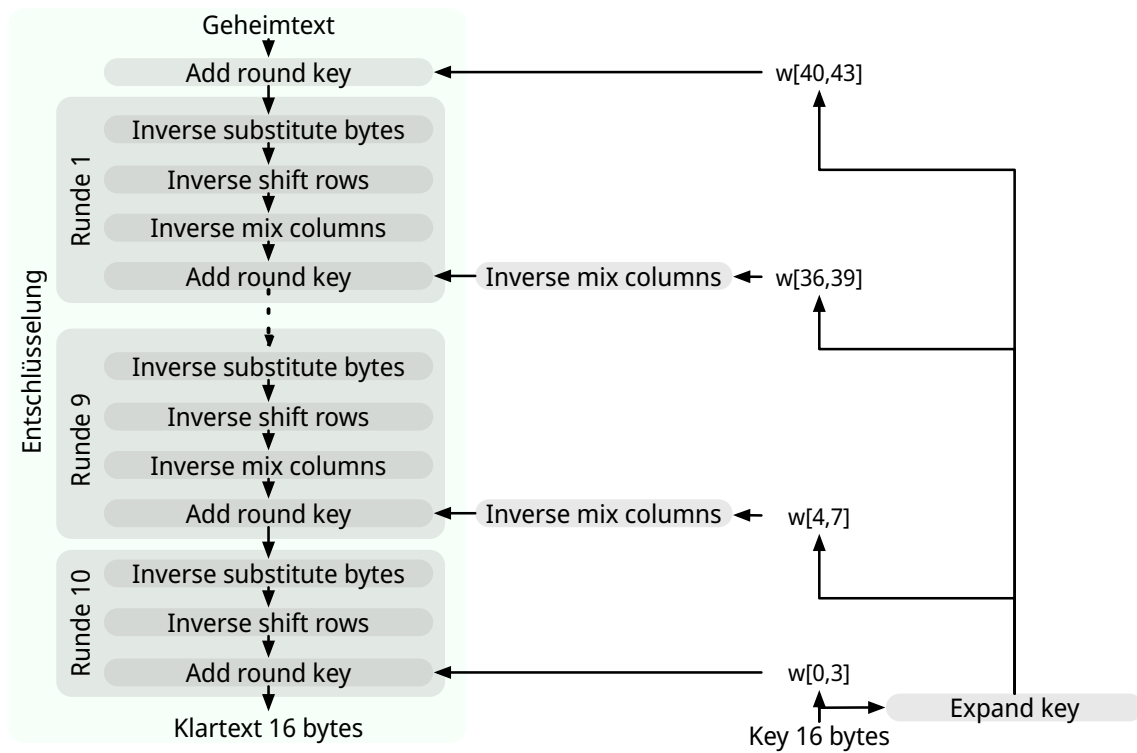 Geheimtext
Add round key
w[40,43]
Entschlüsselung
Runde 1
Inverse substitute bytes
Inverse shift rows
Inverse mix columns
Add round key
Inverse mix columns
w[36,39]
Runde 9
Inverse substitute bytes
Inverse shift rows
Inverse mix columns
Add round key
Inverse mix columns
w[4,7]
Runde 10
Inverse substitute bytes
Inverse shift rows
Add round key
w[0,3]
Expand key
Klartext 16 bytes
Key 16 bytes